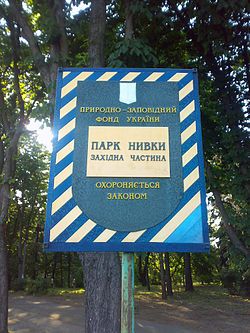 ПРИРОДНО-ЗАПОВІДНИЙ
ФОНД УКРАЇНИ
ПАРК НИВКИ
ЗАХІДНА ЧАСТИНА
ОХОРОНЯЄТЬСЯ
ЗАКОНОМ